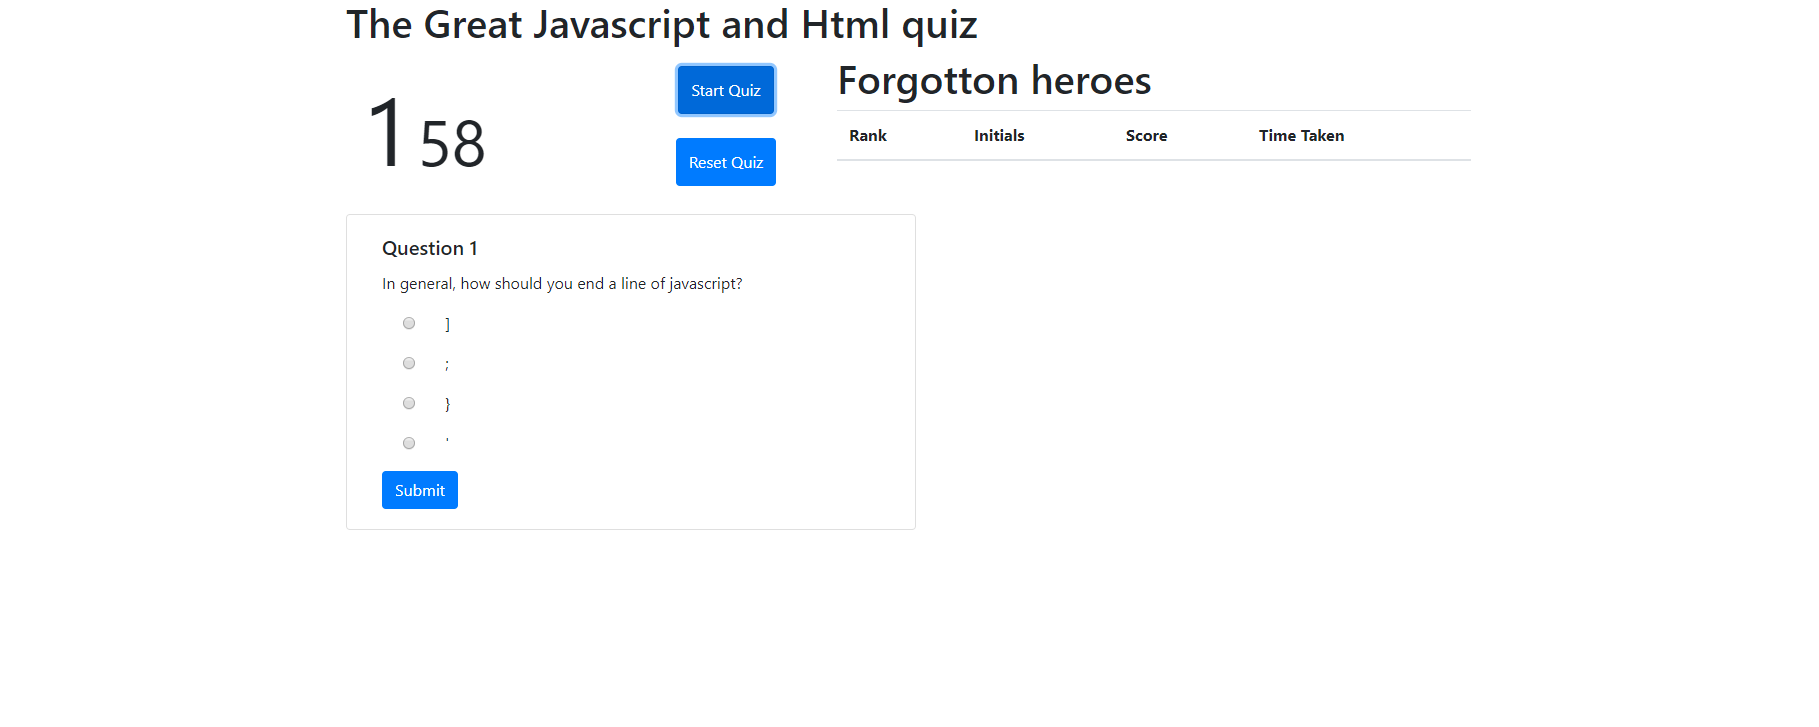 The Great Javascript and Html quiz
1 58
Start Quiz
Reset Quiz
Forgotton heroes
Rank Initials Score Time Taken
Question 1
In general, how should you end a line of javascript?
]
;
}
'
Submit